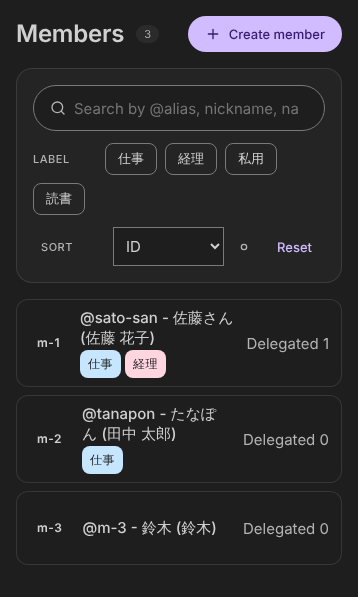 Members 3
+ Create member
Search by @alias, nickname, na
LABEL 仕事 経理 私用
読書
SORT ID Reset
@sato-san - 佐藤さん
m-1 (佐藤 花子) Delegated 1
仕事 経理
@tanapon - たなぽ
m-2 ん (田中 太郎) Delegated 0
仕事
m-3 @m-3 - 鈴木 (鈴木) Delegated 0